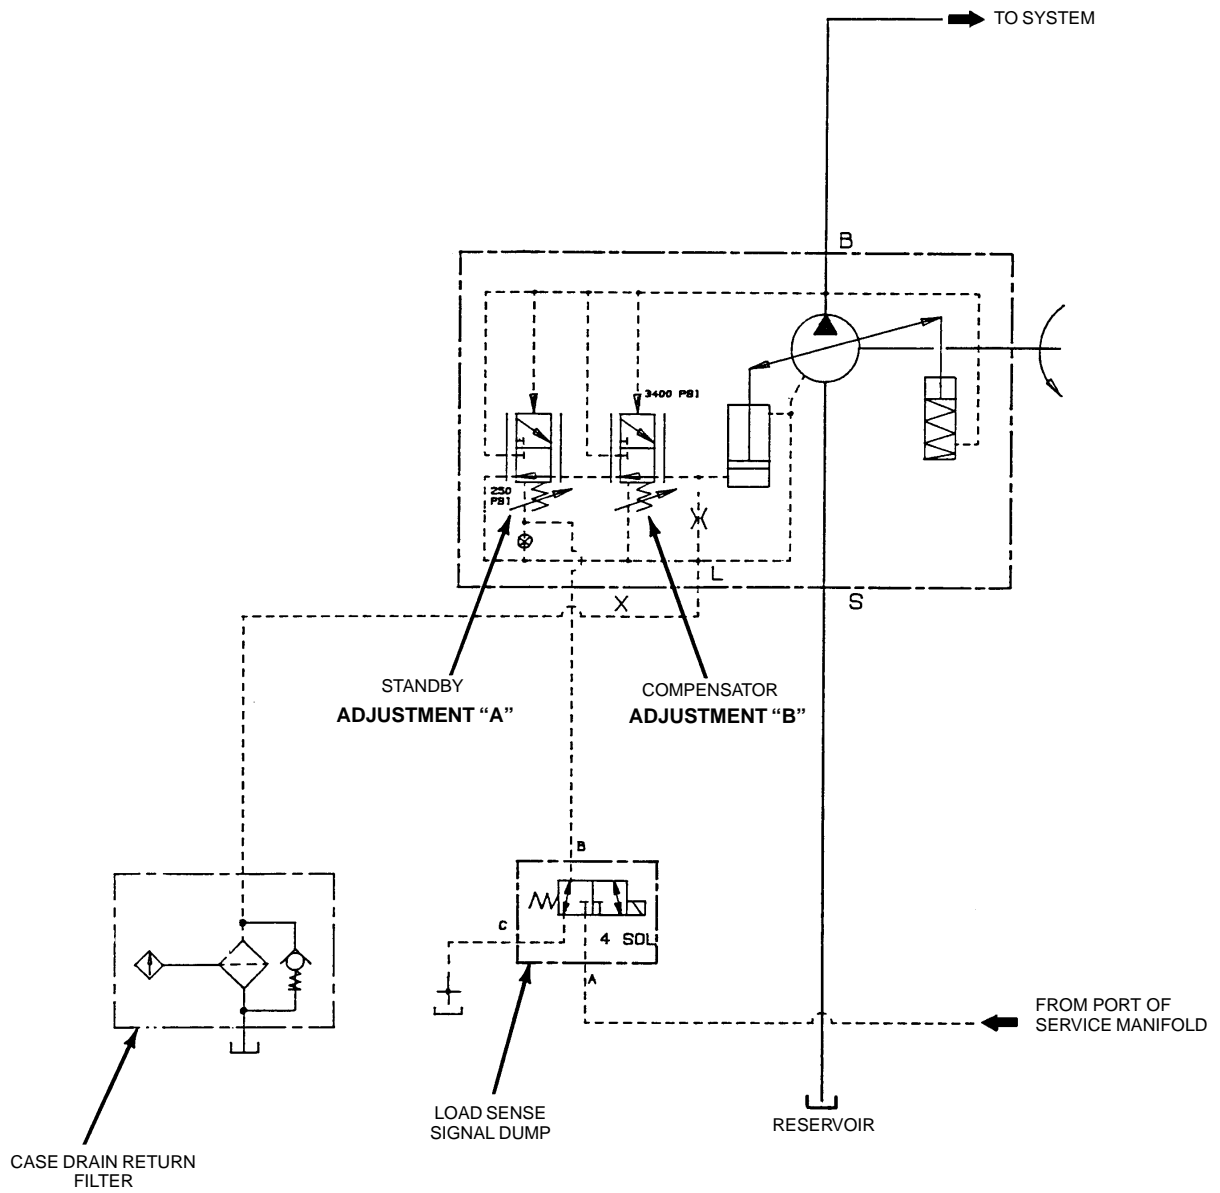 TO SYSTEM
B
3400 PSI
250
PSI
L
X
S
STANDBY
ADJUSTMENT “A”
COMPENSATOR
ADJUSTMENT “B”
B
C
4 SOL
A
FROM PORT OF
SERVICE MANIFOLD
LOAD SENSE
SIGNAL DUMP
RESERVOIR
CASE DRAIN RETURN
FILTER